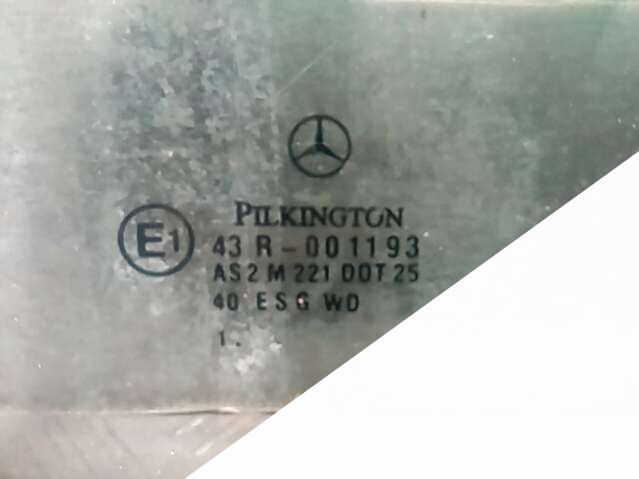 PILKINGTON
E1
43 R-001193
AS2 M 221 DOT 25
40 ESG WD
1.